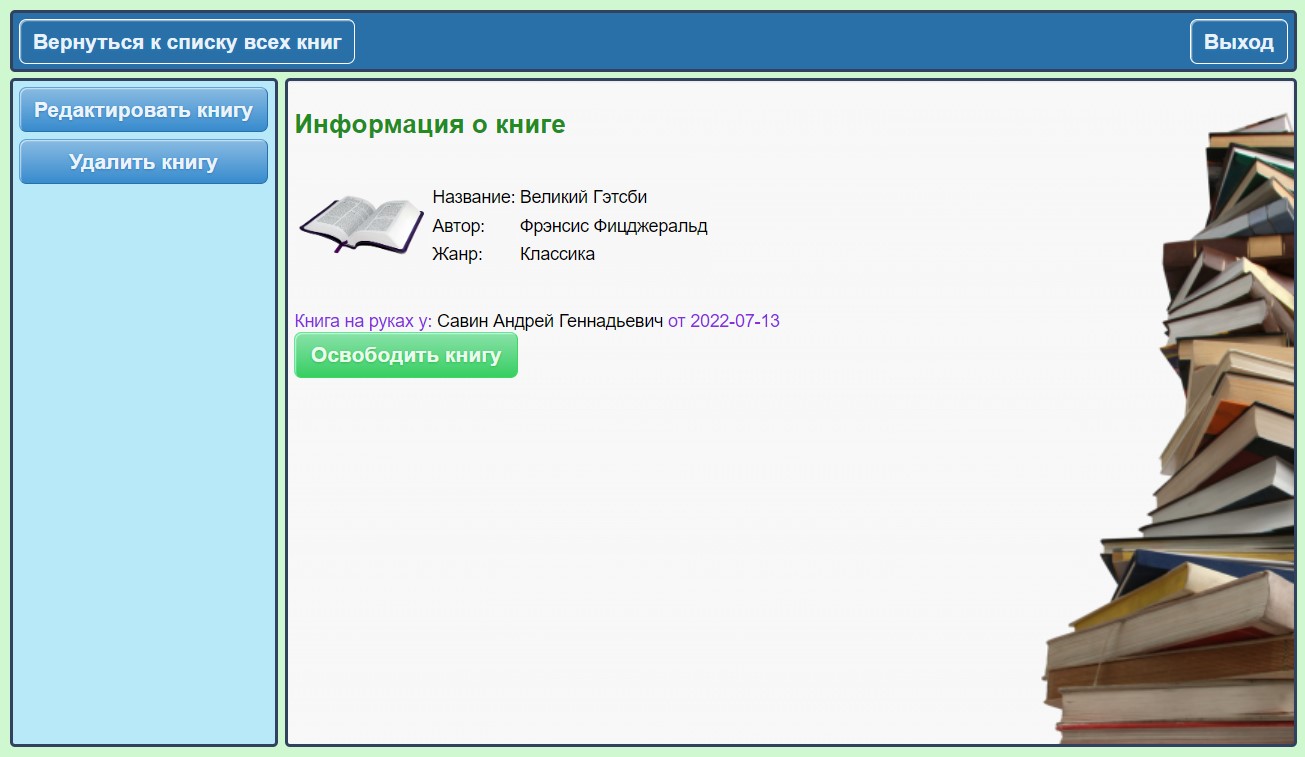 Вернуться к списку всех книг
Выход
Редактировать книгу
Удалить книгу
Информация о книге
Название: Великий Гэтсби
Автор: Фрэнсис Фицджеральд
Жанр: Классика
Книга на руках у: Савин Андрей Геннадьевич от 2022-07-13
Освободить книгу